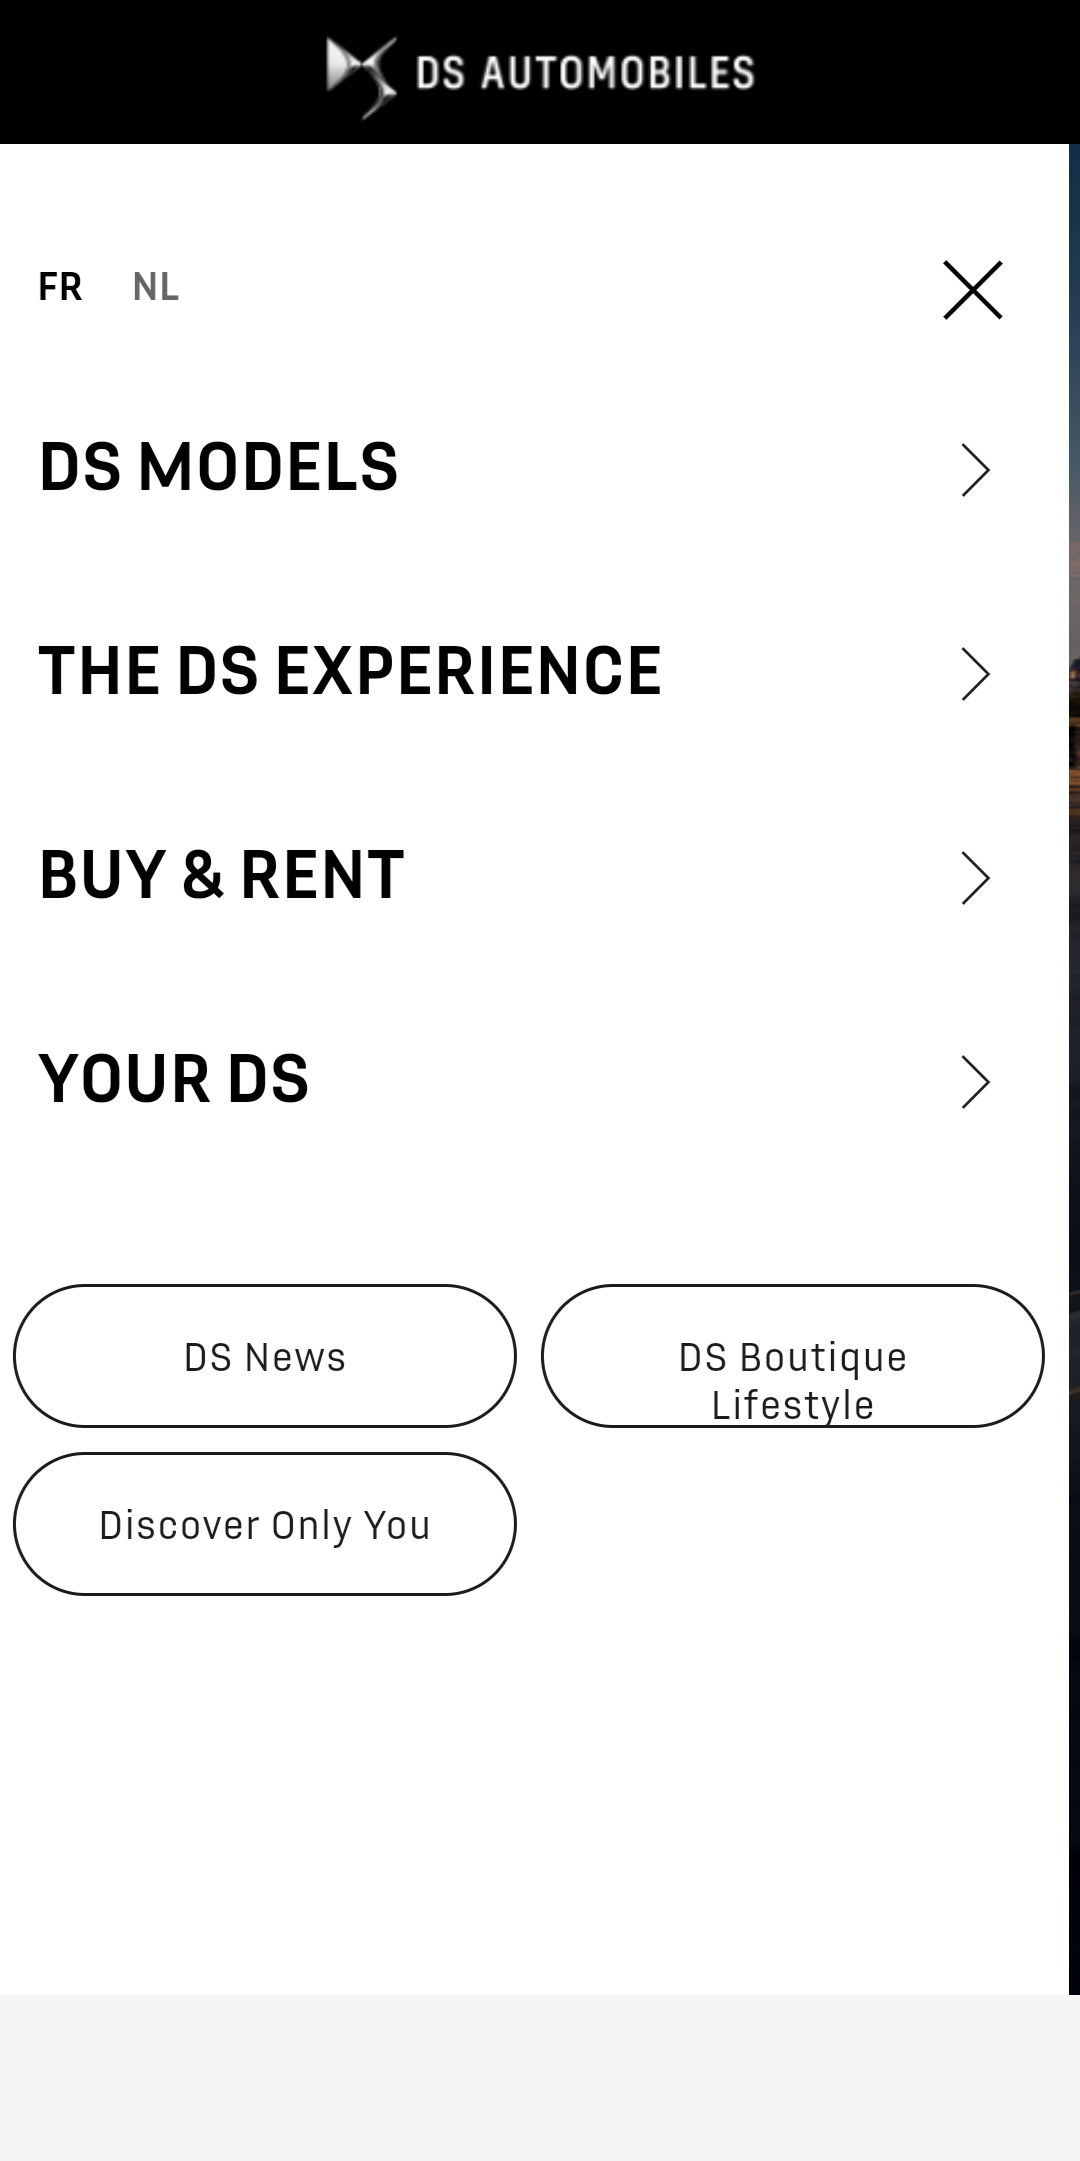 DS AUTOMOBILES
FR NL
DS MODELS
THE DS EXPERIENCE
BUY & RENT
YOUR DS
DS News
DS Boutique
Lifestyle
Discover Only You